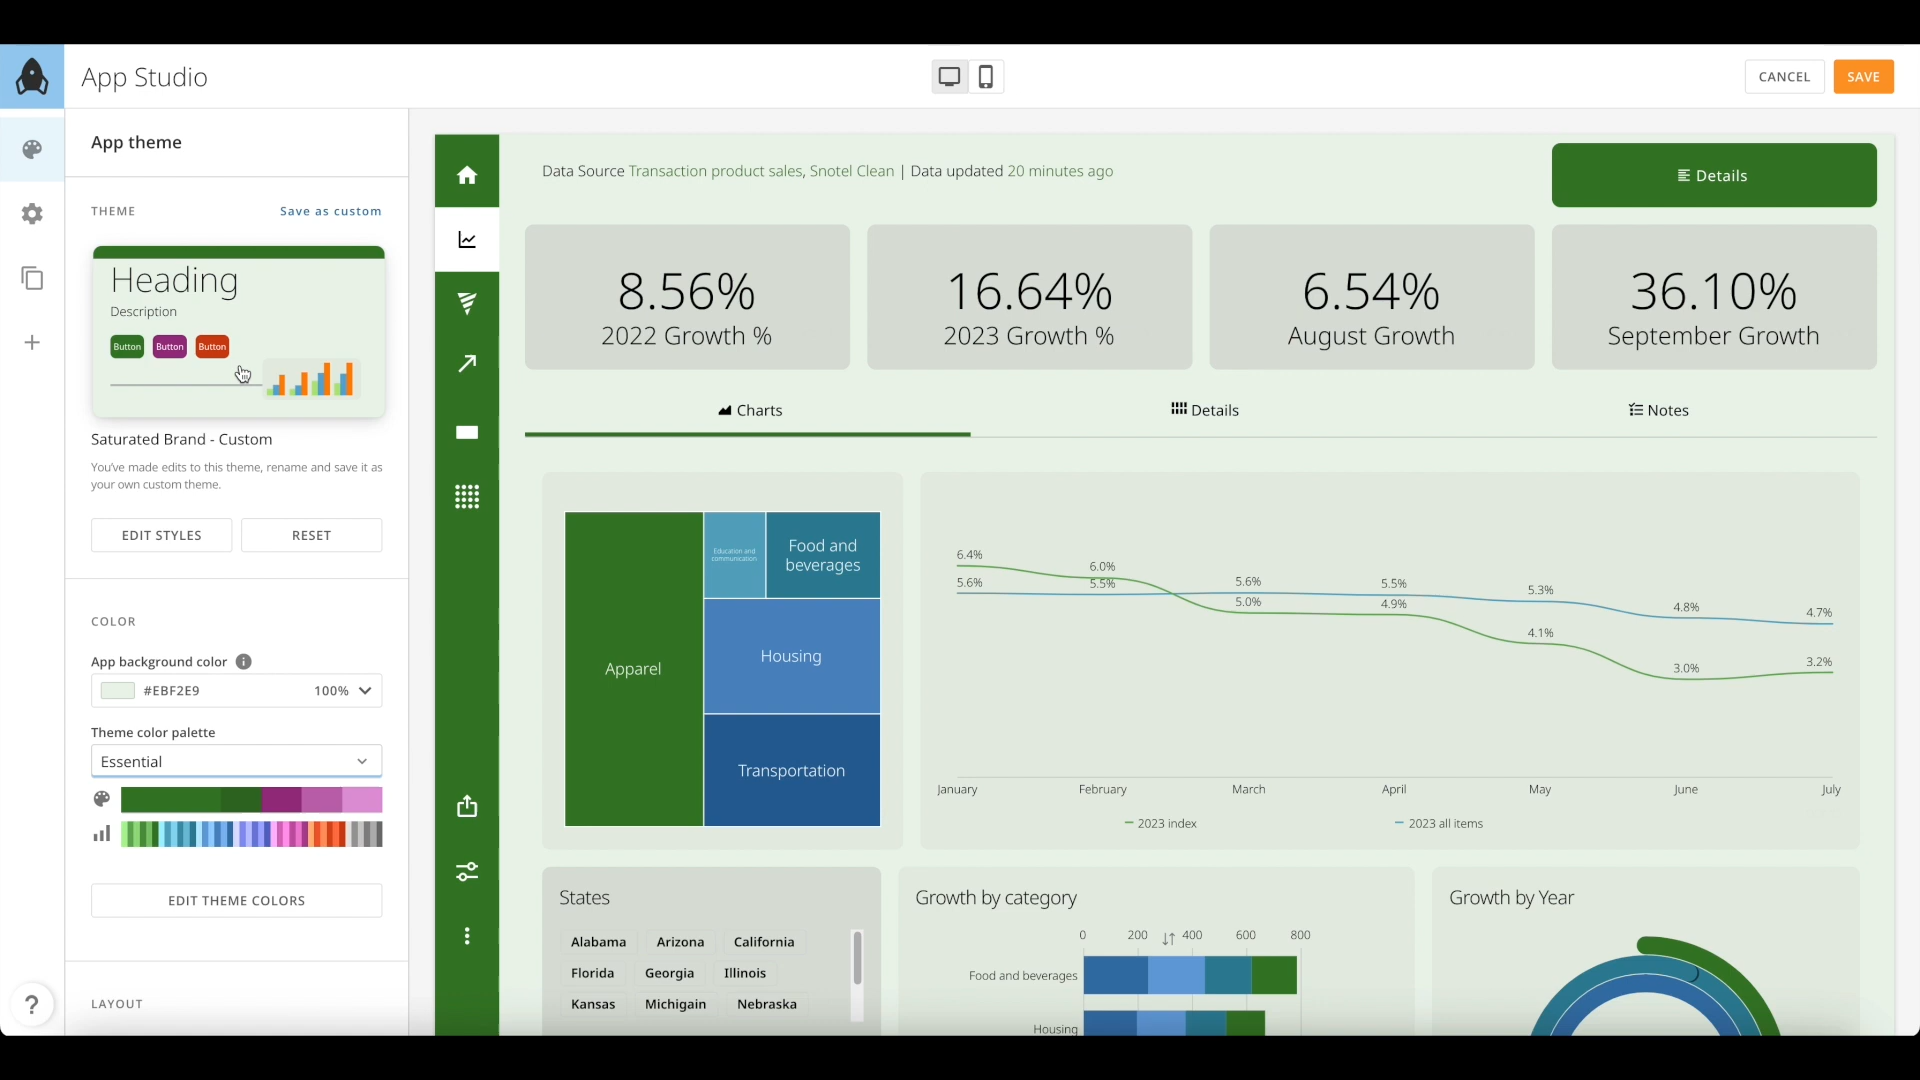 App Studio
CANCEL
SAVE
App theme
THEME
Save as custom
Heading
Description
Button Button Button
Saturated Brand - Custom
You've made edits to this theme, rename and save it as
your own custom theme.
EDIT STYLES
RESET
COLOR
App background color
#EBF2E9 100%
Theme color palette
Essential
EDIT THEME COLORS
LAYOUT
?
Data Source Transaction product sales, Snotel Clean | Data updated 20 minutes ago
Details
8.56%
2022 Growth %
16.64%
2023 Growth %
6.54%
August Growth
36.10%
September Growth
Charts
Details
Notes
Apparel
Education and
communication
Food and
beverages
Housing
Transportation
6.4%
6.0%
5.6%
5.5%
5.6%
5.0%
5.5%
4.9%
5.3%
4.1%
4.8%
3.0%
4.7%
3.2%
January February March April May June July
2023 index
2023 all items
States
Alabama Arizona California
Florida Georgia Illinois
Kansas Michigain Nebraska
Growth by category
0 200 400 600 800
Food and beverages
Housing
Growth by Year